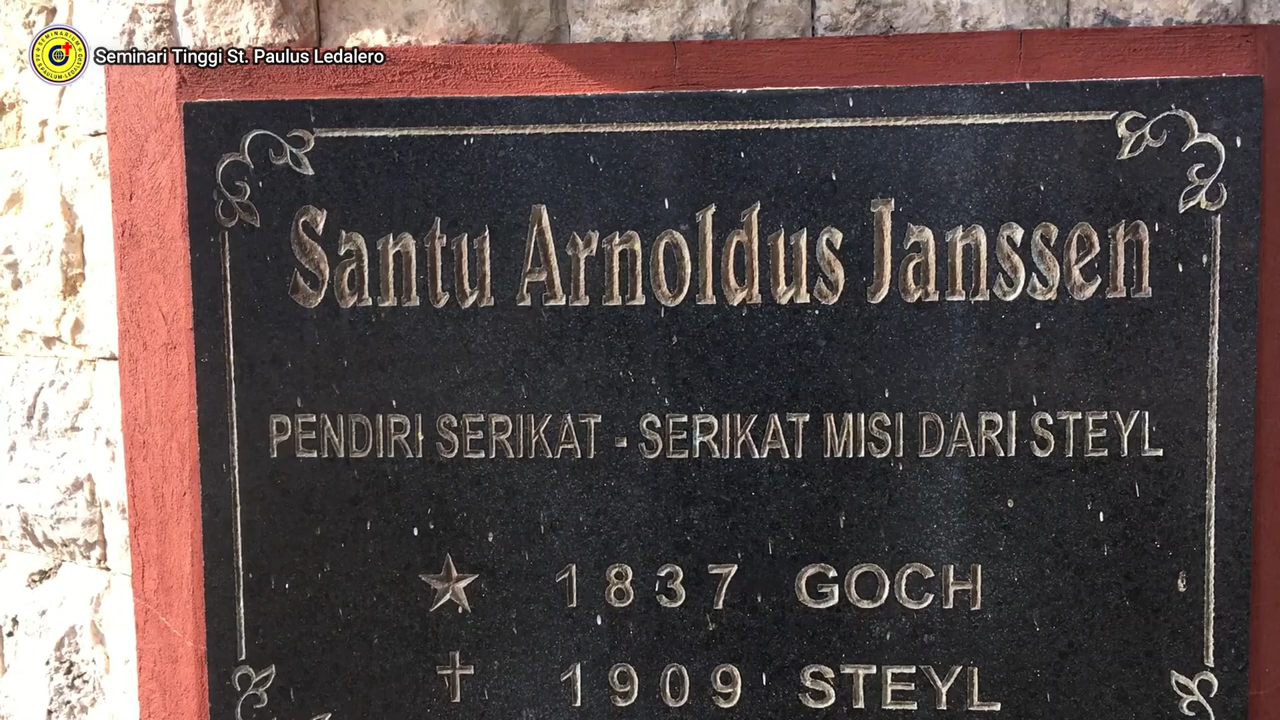 Seminari Tinggi St. Paulus Ledalero
Santu Arnoldus Janssen
PENDIRI SERIKAT - SERIKAT MISI DARI STEYL
1837 GOCH
1909 STEYL